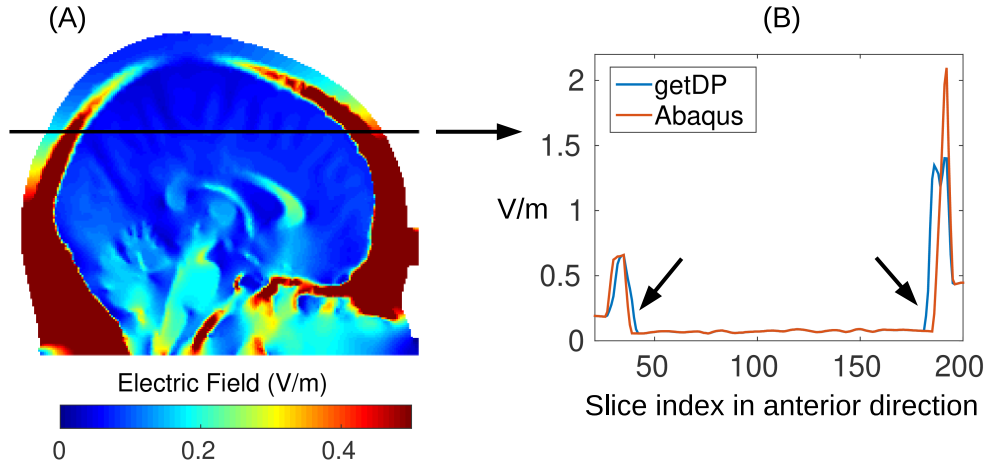 (A)
(B)
getDP
Abaqus
2
1.5
V/m
1
0.5
0
50
100
150
200
Slice index in anterior direction
Electric Field (V/m)
0
0.2
0.4